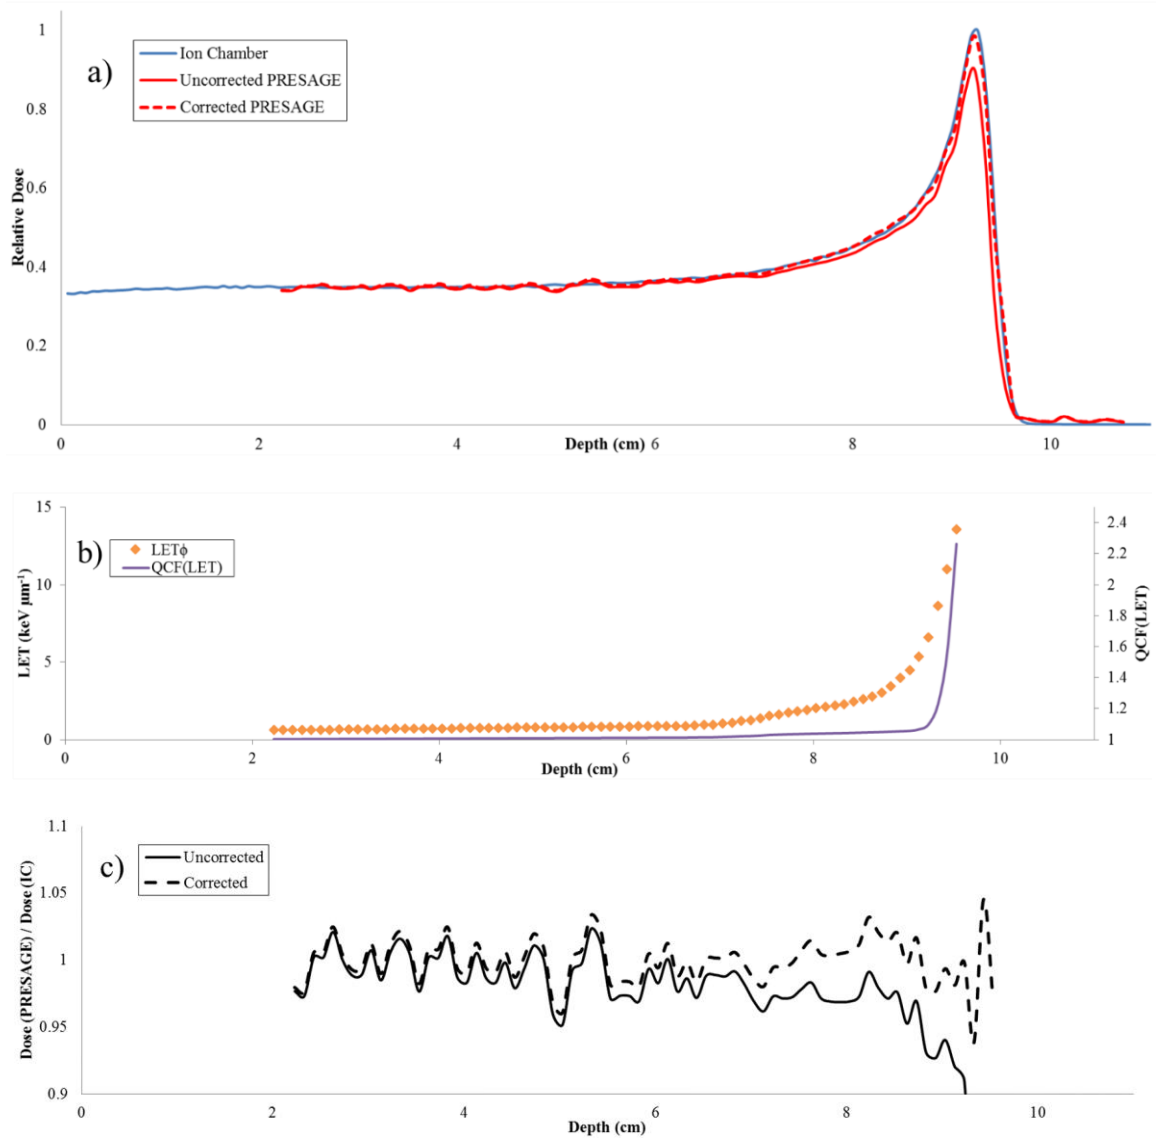 a)
Ion Chamber
Uncorrected PRESAGE
Corrected PRESAGE
Relative Dose
1
0.8
0.6
0.4
0.2
0
0 2 4 6 8 10
Depth (cm)
b)
LETϕ
QCF(LET)
LET (keV μm⁻¹)
15
10
5
0
2.4
2.2
2
1.8
1.6
1.4
1.2
1
QCF(LET)
0 2 4 6 8 10
Depth (cm)
c)
Uncorrected
Corrected
Dose (PRESAGE) / Dose (IC)
1.1
1.05
1
0.95
0.9
0 2 4 6 8 10
Depth (cm)